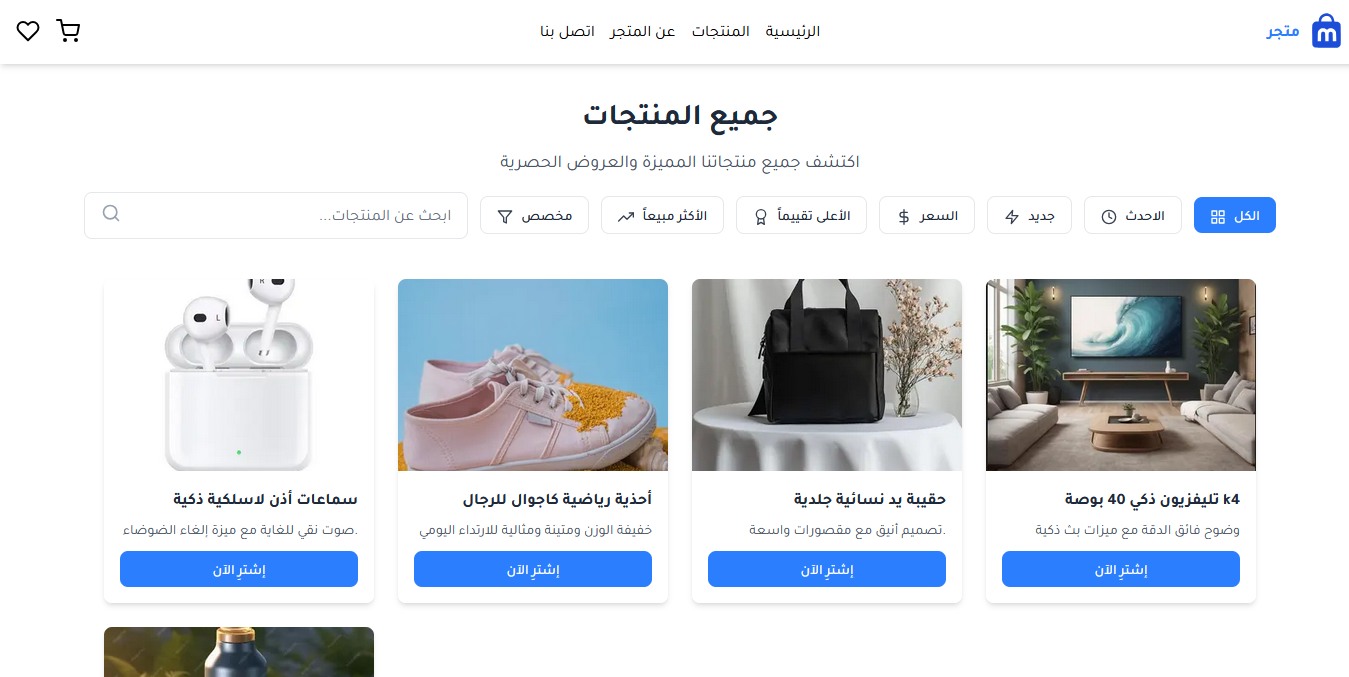 متجر
الرئيسية المنتجات عن المتجر اتصل بنا
جميع المنتجات
اكتشف جميع منتجاتنا المميزة والعروض الحصرية
الكل الاحدث جديد السعر الأعلى تقييماً الأكثر مبيعاً مخصص ابحث عن المنتجات...
k4 تليفزيون ذكي 40 بوصة
وضوح فائق الدقة مع ميزات بث ذكية
إشترِ الآن
حقيبة يد نسائية جلدية
.تصميم أنيق مع مقصورات واسعة
إشترِ الآن
أحذية رياضية كاجوال للرجال
خفيفة الوزن ومتينة ومثالية للارتداء اليومي
إشترِ الآن
R
L
سماعات أذن لاسلكية ذكية
.صوت نقي للغاية مع ميزة إلغاء الضوضاء
إشترِ الآن